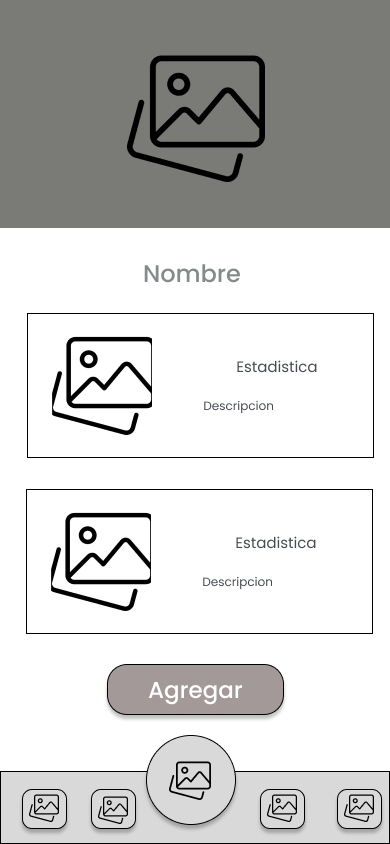 Nombre
Estadistica
Descripcion
Estadistica
Descripcion
Agregar